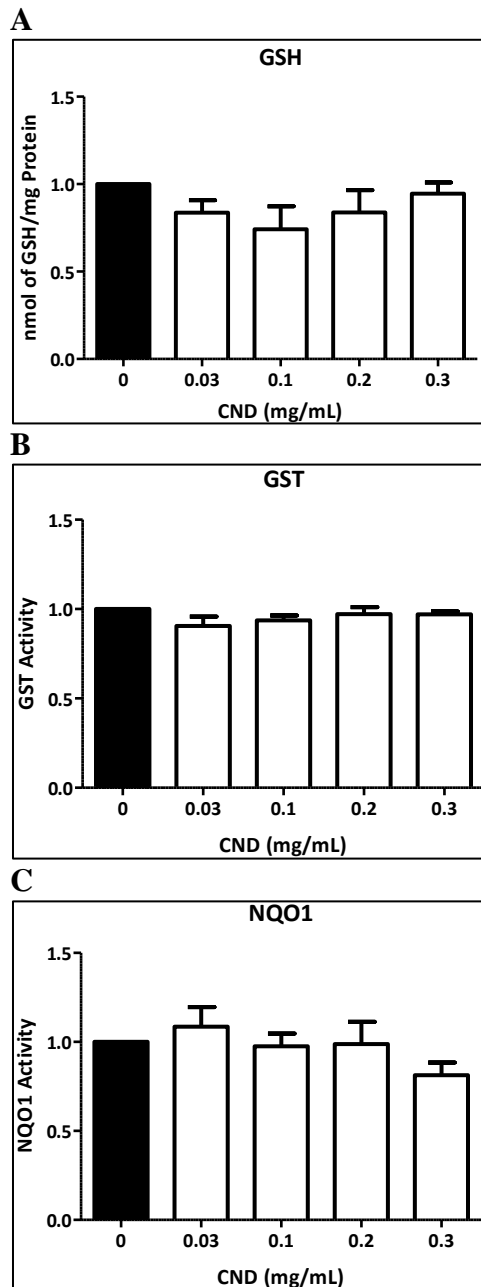 A
GSH
nmol of GSH/mg Protein
1.5
1.0
0.5
0.0
0 0.03 0.1 0.2 0.3
CND (mg/mL)
B
GST
GST Activity
1.5
1.0
0.5
0.0
0 0.03 0.1 0.2 0.3
CND (mg/mL)
C
NQO1
NQO1 Activity
1.5
1.0
0.5
0.0
0 0.03 0.1 0.2 0.3
CND (mg/mL)